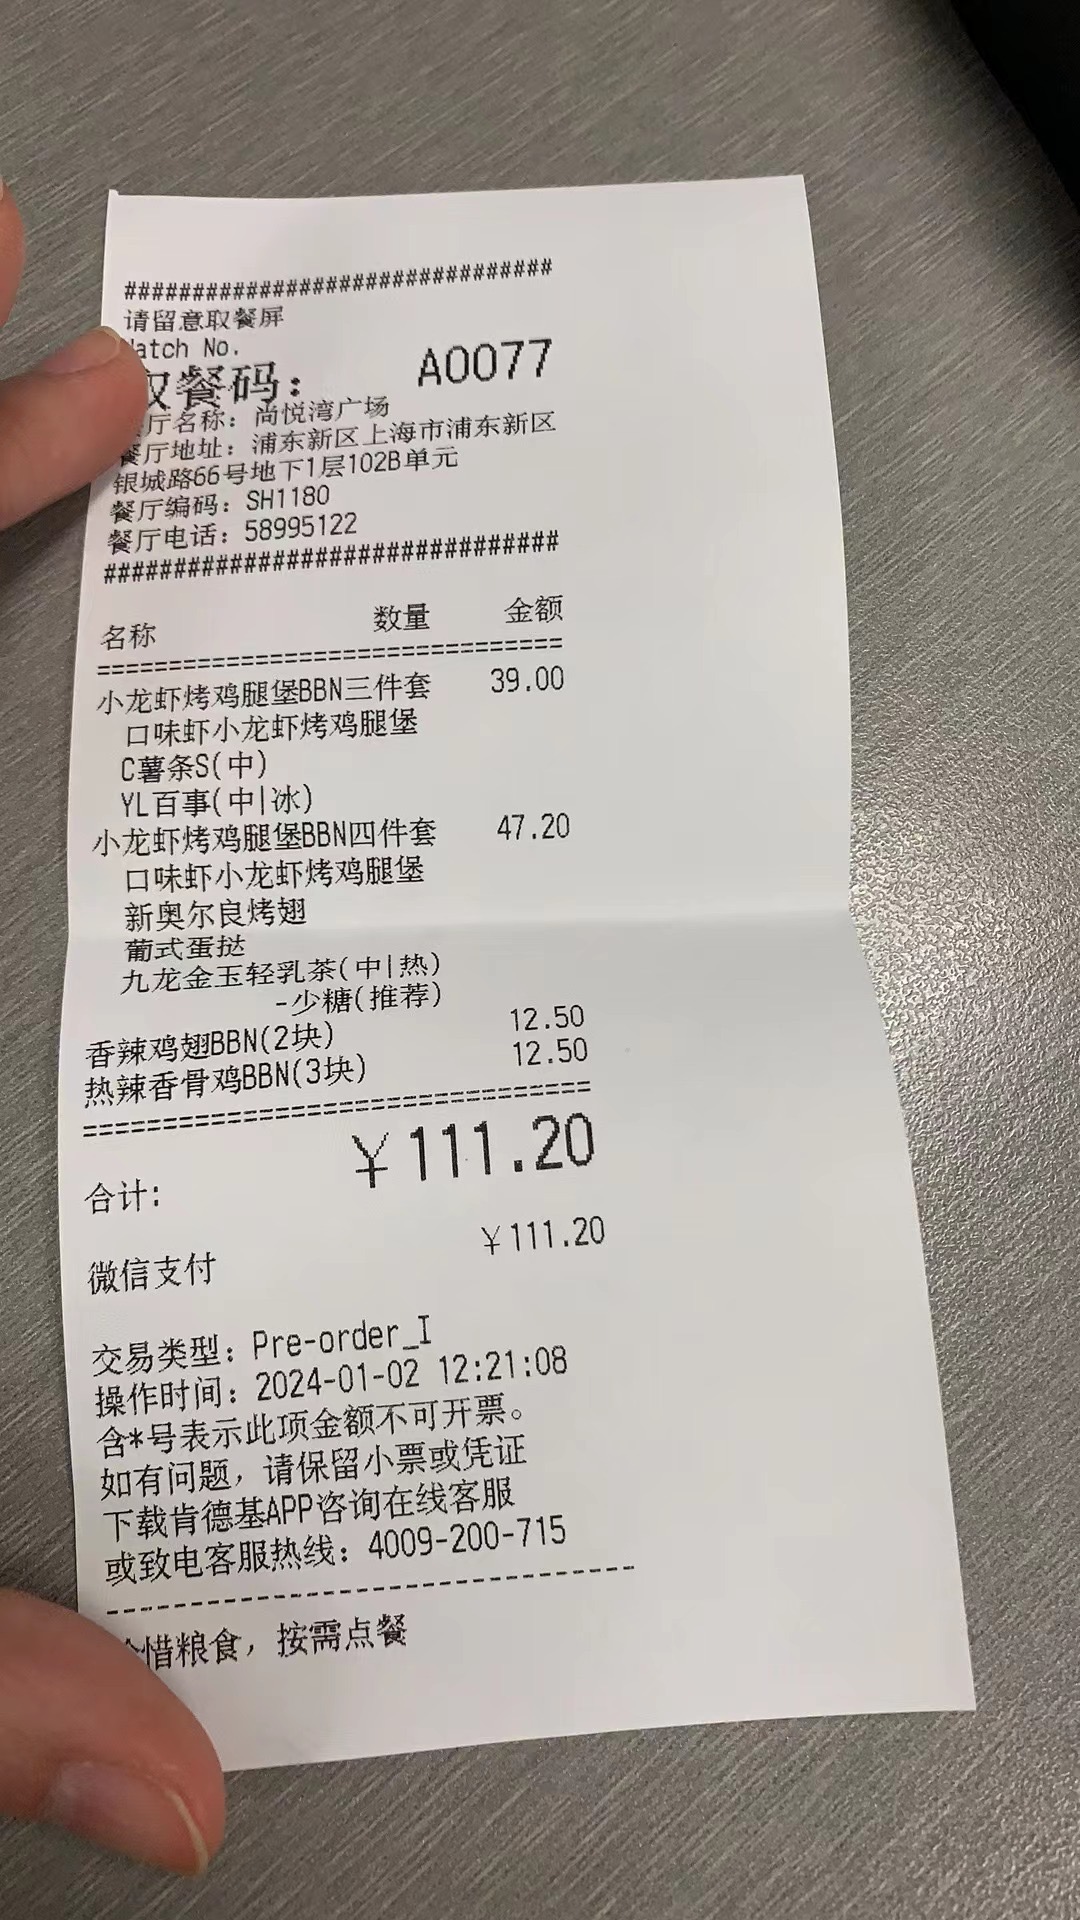 ##############################
请留意取餐屏
atch No.
餐码： A0077
厅名称：尚悦湾广场
餐厅地址：浦东新区上海市浦东新区
银城路66号地下1层102B单元
餐厅编码：SH1180
餐厅电话：58995122
##############################
名称 数量 金额
==============================
小龙虾烤鸡腿堡BBN三件套 39.00
口味虾小龙虾烤鸡腿堡
C薯条S(中)
YL百事(中|冰)
小龙虾烤鸡腿堡BBN四件套 47.20
口味虾小龙虾烤鸡腿堡
新奥尔良烤翅
葡式蛋挞
九龙金玉轻乳茶(中|热)
-少糖(推荐)
香辣鸡翅BBN(2块) 12.50
热辣香骨鸡BBN(3块) 12.50
==============================
合计： ￥111.20
微信支付 ￥111.20
交易类型：Pre-order_I
操作时间：2024-01-02 12:21:08
含*号表示此项金额不可开票。
如有问题，请保留小票或凭证
下载肯德基APP咨询在线客服
或致电客服热线：4009-200-715
------------------------------
惜粮食，按需点餐